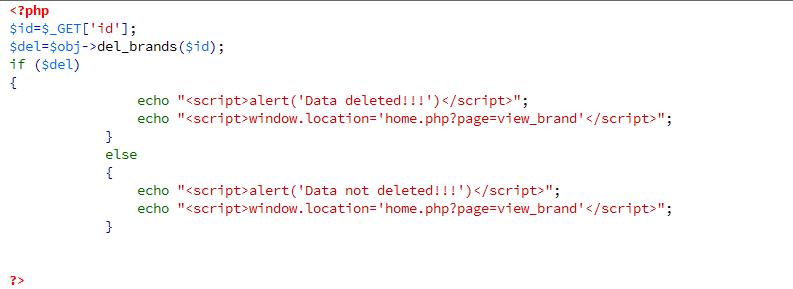 <?php
$id=$_GET['id'];
$del=$obj->del_brands($id);
if ($del)
{
echo "<script>alert('Data deleted!!!')</script>";
echo "<script>window.location='home.php?page=view_brand'</script>";
}
else
{
echo "<script>alert('Data not deleted!!!')</script>";
echo "<script>window.location='home.php?page=view_brand'</script>";
}
?>